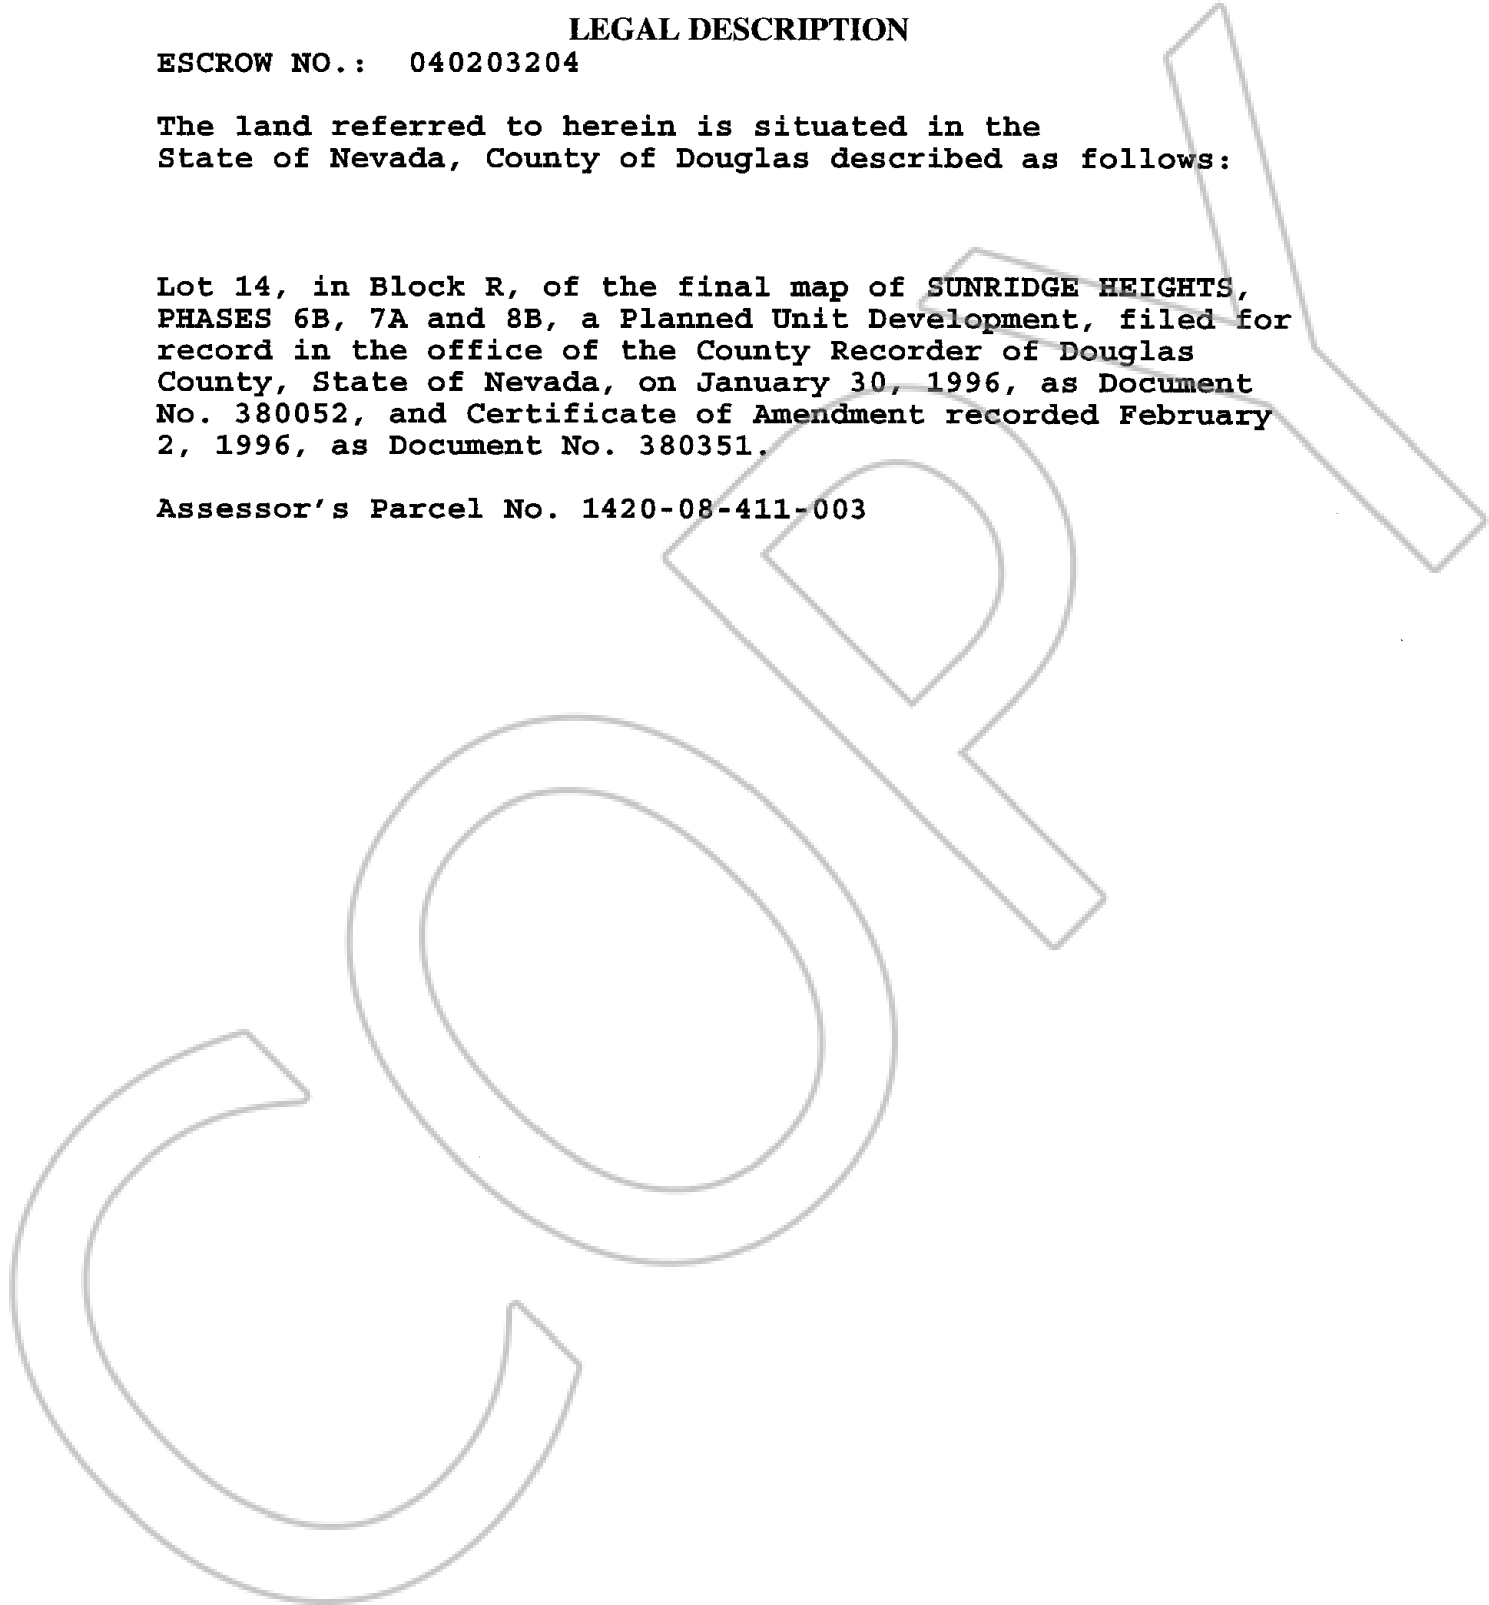 LEGAL DESCRIPTION
ESCROW NO.: 040203204
The land referred to herein is situated in the
State of Nevada, County of Douglas described as follows:
Lot 14, in Block R, of the final map of SUNRIDGE HEIGHTS,
PHASES 6B, 7A and 8B, a Planned Unit Development, filed for
record in the office of the County Recorder of Douglas
County, State of Nevada, on January 30, 1996, as Document
No. 380052, and Certificate of Amendment recorded February
2, 1996, as Document No. 380351.
Assessor's Parcel No. 1420-08-411-003
COPY